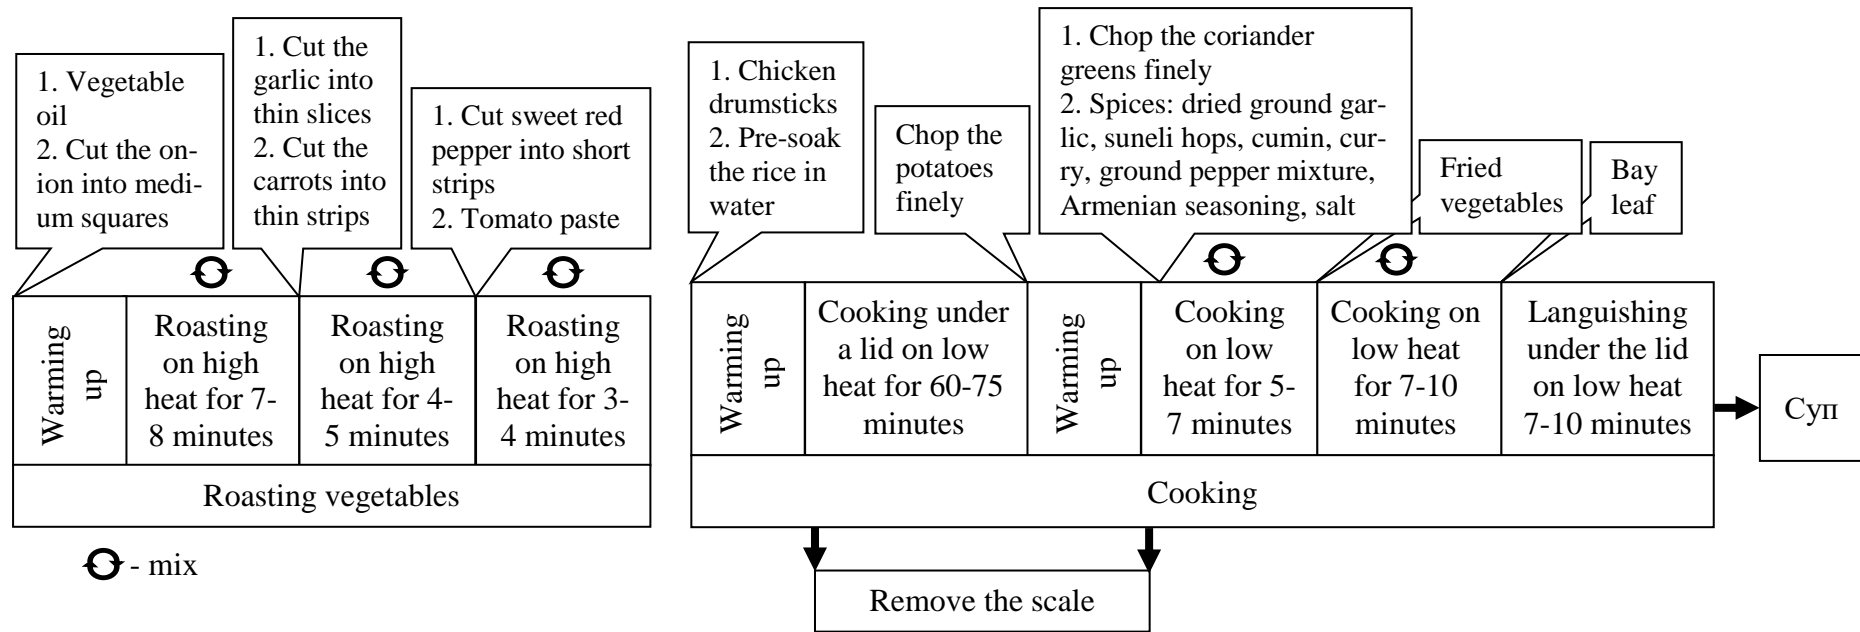 1. Vegetable
oil
2. Cut the on-
ion into medi-
um squares
1. Cut the
garlic into
thin slices
2. Cut the
carrots into
thin strips
1. Cut sweet red
pepper into short
strips
2. Tomato paste
1. Chicken
drumsticks
2. Pre-soak
the rice in
water
Chop the
potatoes
finely
1. Chop the coriander
greens finely
2. Spices: dried ground gar-
lic, suneli hops, cumin, cur-
ry, ground pepper mixture,
Armenian seasoning, salt
Fried
vegetables
Bay
leaf
Warming
up
Roasting
on high
heat for 7-
8 minutes
Roasting
on high
heat for 4-
5 minutes
Roasting
on high
heat for 3-
4 minutes
Roasting vegetables
Warming
up
Cooking under
a lid on low
heat for 60-75
minutes
Warming
up
Cooking
on low
heat for 5-
7 minutes
Cooking on
low heat
for 7-10
minutes
Languishing
under the lid
on low heat
7-10 minutes
Cooking
Суп
- mix
Remove the scale